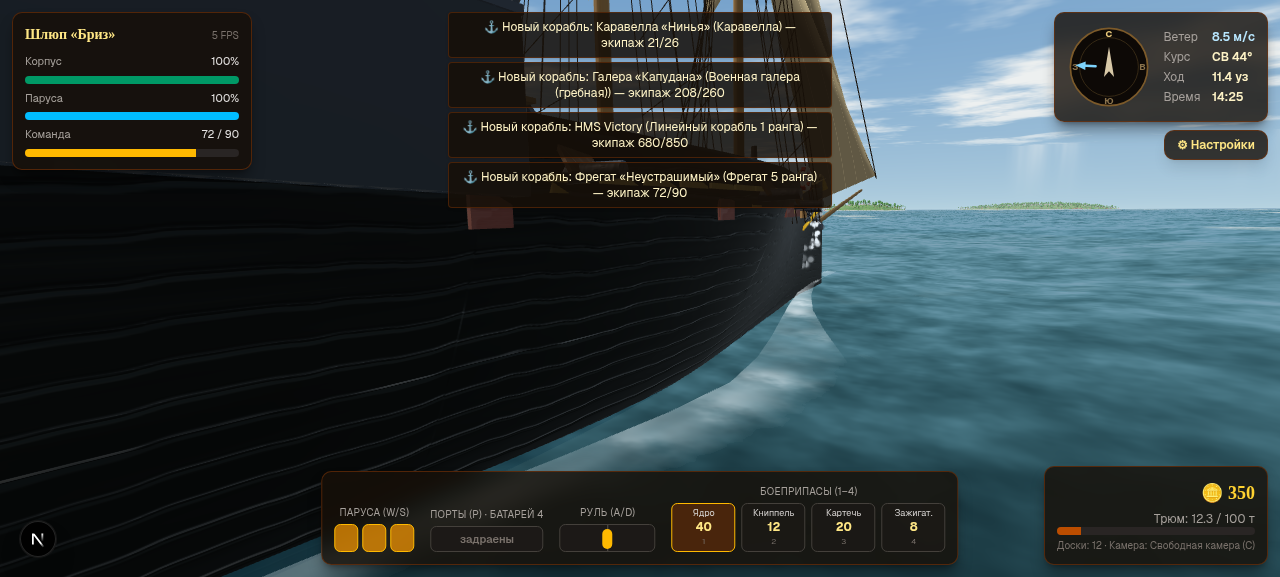 Шлюп «Бриз»
5 FPS
Корпус
100%
Паруса
100%
Команда
72 / 90
⚓ Новый корабль: Каравелла «Нинья» (Каравелла) —
экипаж 21/26
⚓ Новый корабль: Галера «Капудана» (Военная галера
(гребная)) — экипаж 208/260
⚓ Новый корабль: HMS Victory (Линейный корабль 1 ранга) —
экипаж 680/850
⚓ Новый корабль: Фрегат «Неустрашимый» (Фрегат 5 ранга)
— экипаж 72/90
С
З
В
Ю
Ветер 8.5 м/с
Курс СВ 44°
Ход 11.4 уз
Время 14:25
⚙ Настройки
ПАРУСА (W/S)
ПОРТЫ (P) · БАТАРЕЙ 4
задраены
РУЛЬ (A/D)
БОЕПРИПАСЫ (1–4)
Ядро
40
1
Книппель
12
2
Картечь
20
3
Зажигат.
8
4
350
Трюм: 12.3 / 100 т
Доски: 12 · Камера: Свободная камера (C)
N